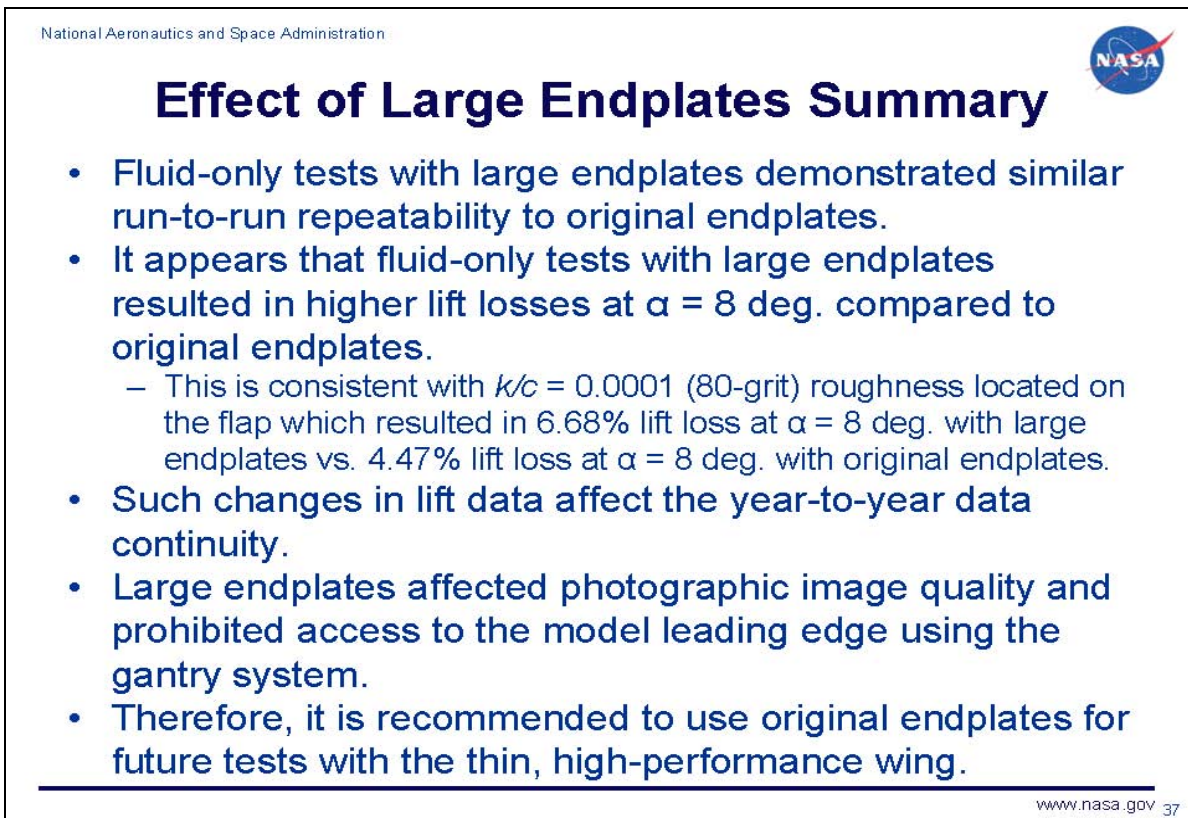 National Aeronautics and Space Administration
NASA
Effect of Large Endplates Summary
• Fluid-only tests with large endplates demonstrated similar
run-to-run repeatability to original endplates.
• It appears that fluid-only tests with large endplates
resulted in higher lift losses at α = 8 deg. compared to
original endplates.
– This is consistent with k/c = 0.0001 (80-grit) roughness located on
the flap which resulted in 6.68% lift loss at α = 8 deg. with large
endplates vs. 4.47% lift loss at α = 8 deg. with original endplates.
• Such changes in lift data affect the year-to-year data
continuity.
• Large endplates affected photographic image quality and
prohibited access to the model leading edge using the
gantry system.
• Therefore, it is recommended to use original endplates for
future tests with the thin, high-performance wing.
www.nasa.gov 37